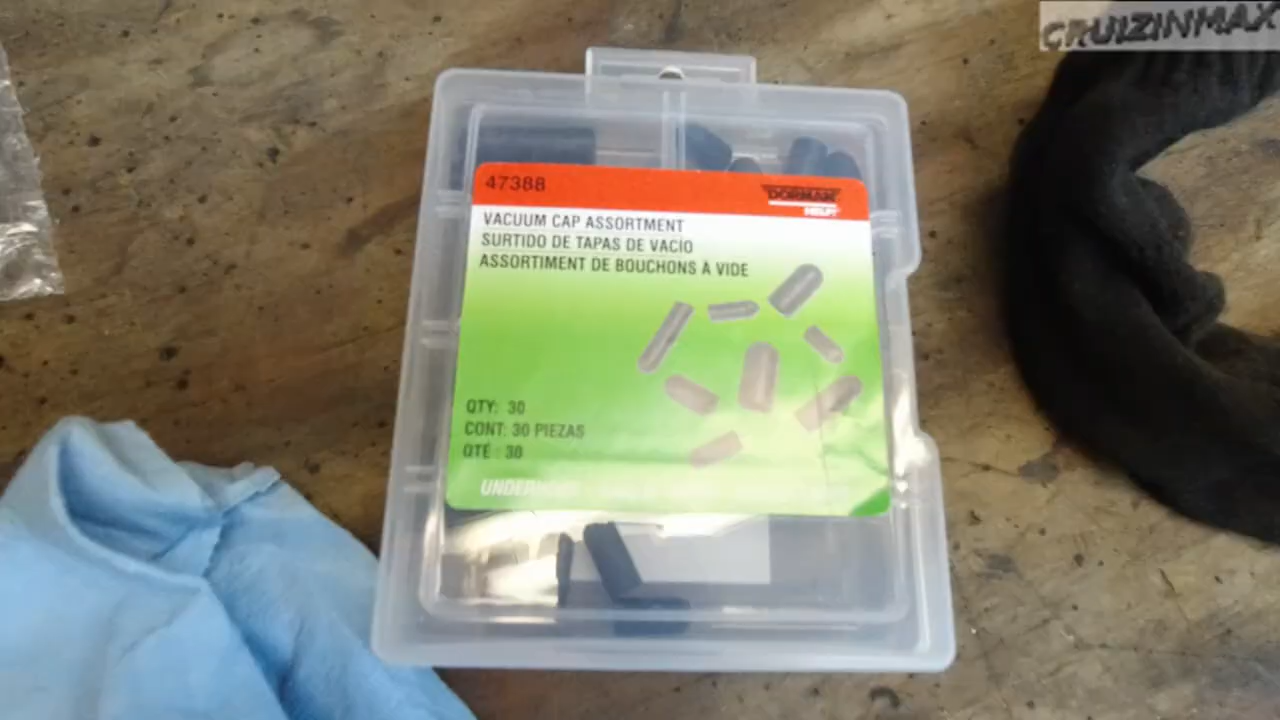 CRUIZINMAX
47388
DORMAN
HELP!
VACUUM CAP ASSORTMENT
SURTIDO DE TAPAS DE VACÍO
ASSORTIMENT DE BOUCHONS À VIDE
QTY: 30
CONT: 30 PIEZAS
QTÉ : 30